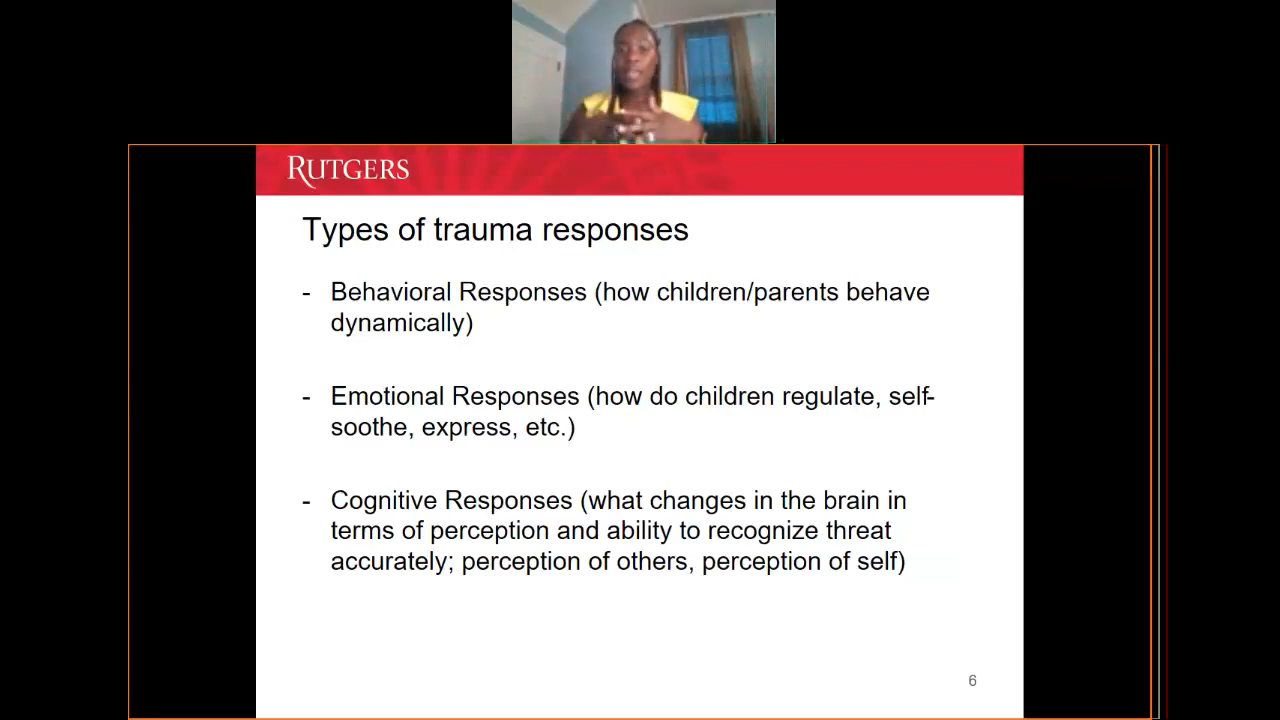 RUTGERS
Types of trauma responses
- Behavioral Responses (how children/parents behave
dynamically)
- Emotional Responses (how do children regulate, self-
soothe, express, etc.)
- Cognitive Responses (what changes in the brain in
terms of perception and ability to recognize threat
accurately; perception of others, perception of self)
6